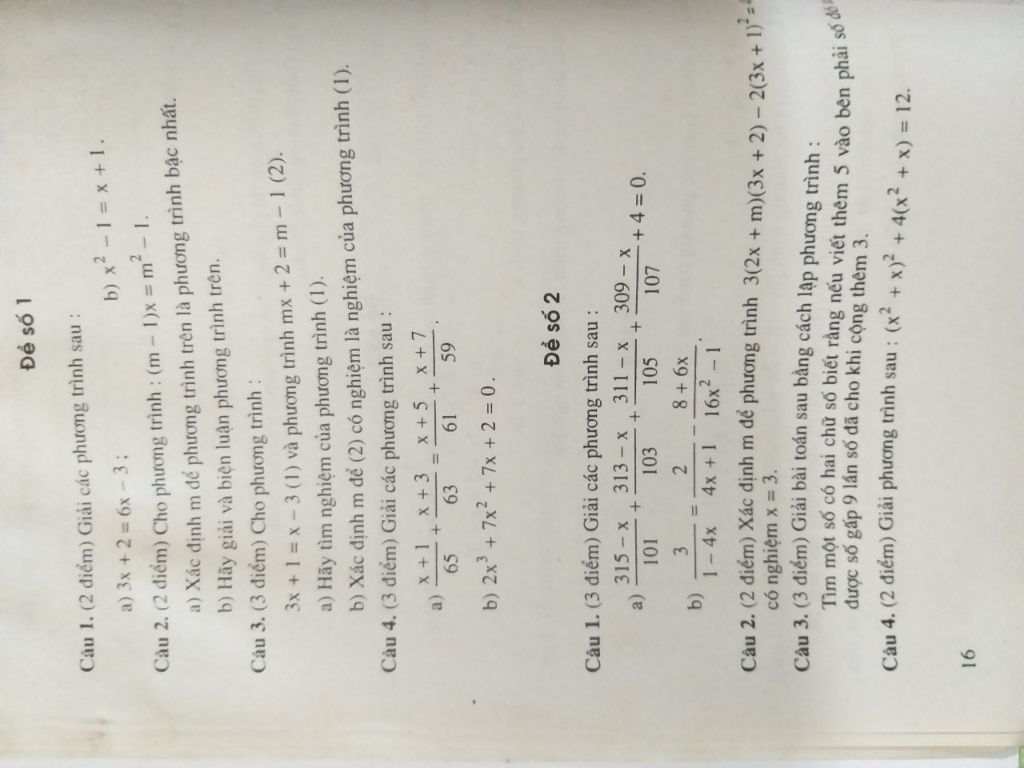 Đề số 1
Câu 1. (2 điểm) Giải các phương trình sau :
a) 3x + 2 = 6x − 3 ; b) x² − 1 = x + 1 .
Câu 2. (2 điểm) Cho phương trình : (m − 1)x = m² − 1.
a) Xác định m để phương trình trên là phương trình bậc nhất.
b) Hãy giải và biện luận phương trình trên.
Câu 3. (3 điểm) Cho phương trình :
3x + 1 = x − 3 (1) và phương trình mx + 2 = m − 1 (2).
a) Hãy tìm nghiệm của phương trình (1).
b) Xác định m để (2) có nghiệm là nghiệm của phương trình (1).
Câu 4. (3 điểm) Giải các phương trình sau :
a) (x + 1)/65 + (x + 3)/63 = (x + 5)/61 + (x + 7)/59 .
b) 2x³ + 7x² + 7x + 2 = 0 .
Đề số 2
Câu 1. (3 điểm) Giải các phương trình sau :
a) (315 − x)/101 + (313 − x)/103 + (311 − x)/105 + (309 − x)/107 + 4 = 0.
b) 3/(1 − 4x) = 2/(4x + 1) − (8 + 6x)/(16x² − 1) .
Câu 2. (2 điểm) Xác định m để phương trình 3(2x + m)(3x + 2) − 2(3x + 1)² =
có nghiệm x = 3.
Câu 3. (3 điểm) Giải bài toán sau bằng cách lập phương trình :
Tìm một số có hai chữ số biết rằng nếu viết thêm 5 vào bên phải số đó
được số gấp 9 lần số đã cho khi cộng thêm 3.
Câu 4. (2 điểm) Giải phương trình sau : (x² + x)² + 4(x² + x) = 12.
16